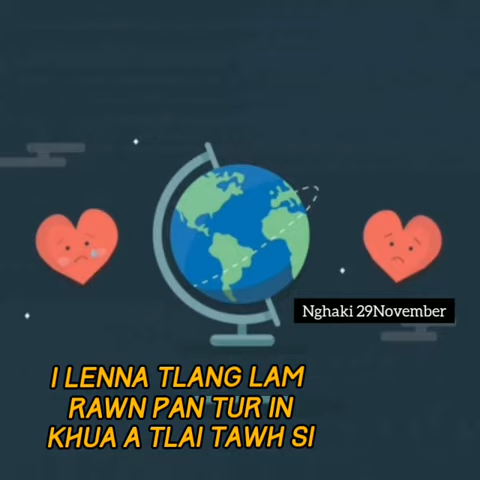 Nghaki 29November
I LENNA TLANG LAM
RAWN PAN TUR IN
KHUA A TLAI TAWH SI